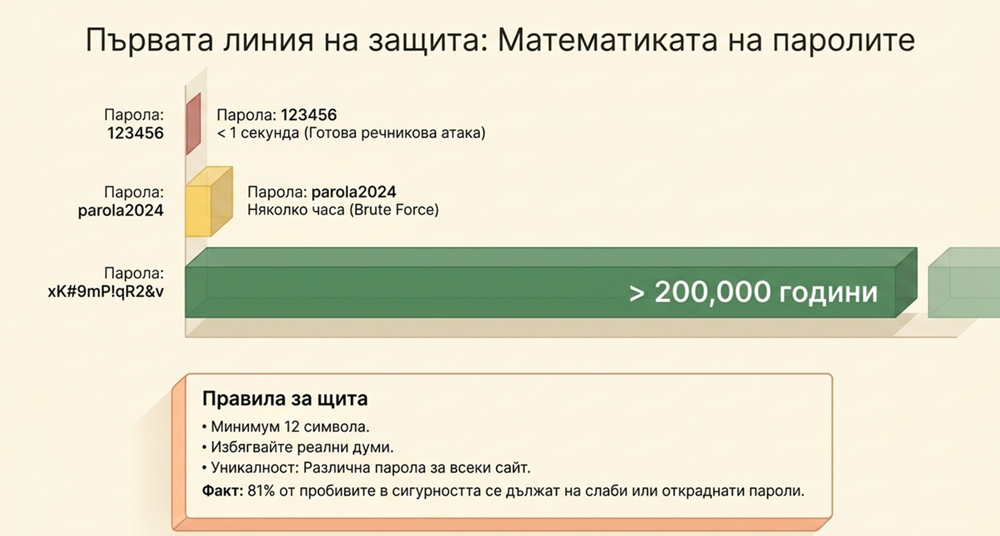 Първата линия на защита: Математиката на паролите
Парола:
123456
Парола: 123456
< 1 секунда (Готова речникова атака)
Парола:
parola2024
Парола: parola2024
Няколко часа (Brute Force)
Парола:
xK#9mP!qR2&v
> 200,000 години
Правила за щита
• Минимум 12 символа.
• Избягвайте реални думи.
• Уникалност: Различна парола за всеки сайт.
Факт: 81% от пробивите в сигурността се дължат на слаби или откраднати пароли.